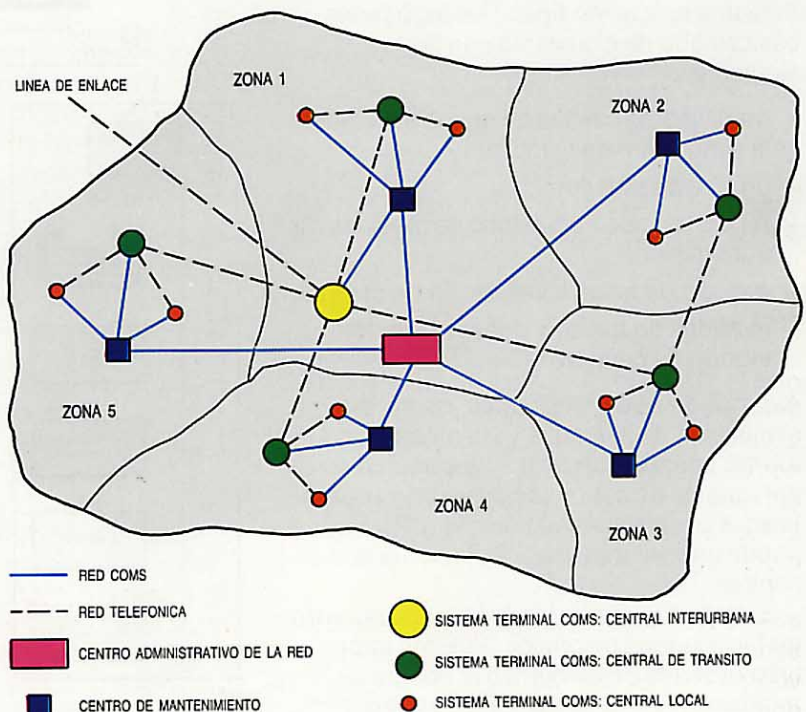 LINEA DE ENLACE
ZONA 1
ZONA 2
ZONA 5
ZONA 4
ZONA 3
RED COMS
RED TELEFONICA
CENTRO ADMINISTRATIVO DE LA RED
CENTRO DE MANTENIMIENTO
SISTEMA TERMINAL COMS: CENTRAL INTERURBANA
SISTEMA TERMINAL COMS: CENTRAL DE TRANSITO
SISTEMA TERMINAL COMS: CENTRAL LOCAL